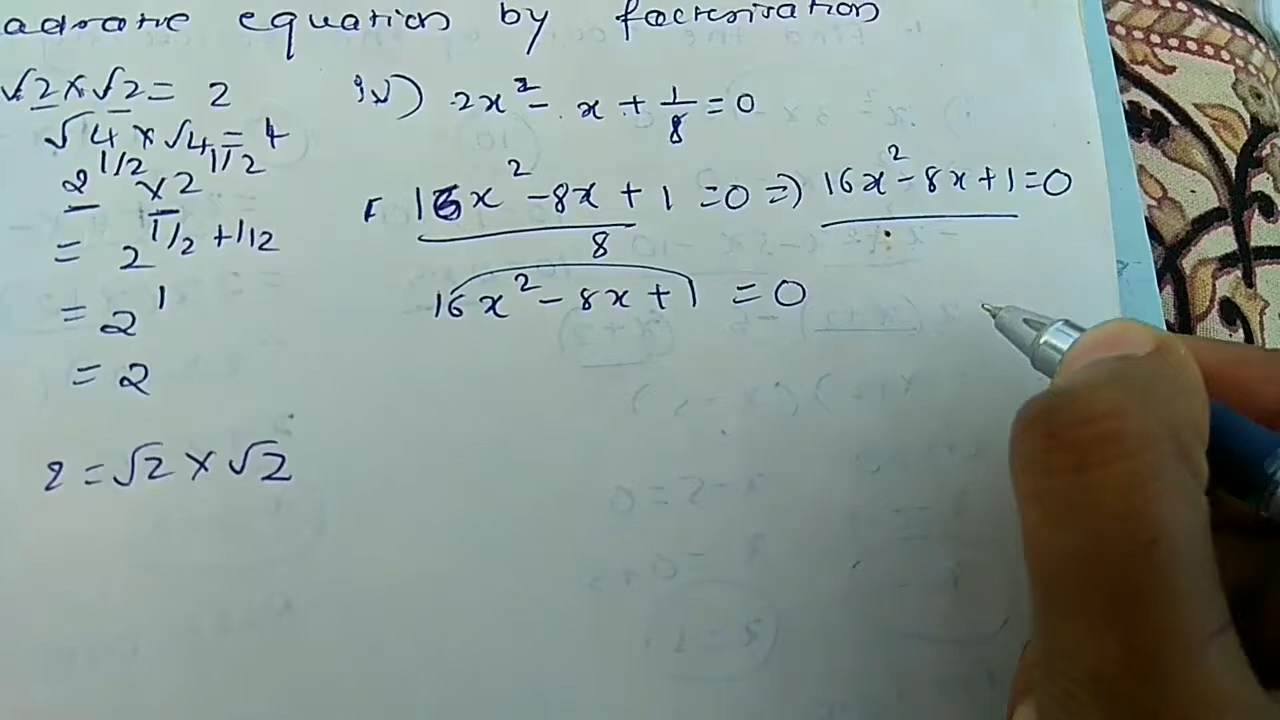 equation by factorisation
√2 × √2 = 2
√4 × √4 = 4
2^1/2 × 2^1/2
= 2^1/2 + 1/2
= 2^1
= 2
2 = √2 × √2
iv) 2x² - x + 1/8 = 0
16x² - 8x + 1 = 0 ⇒ 16x² - 8x + 1 = 0
8
16x² - 8x + 1 = 0